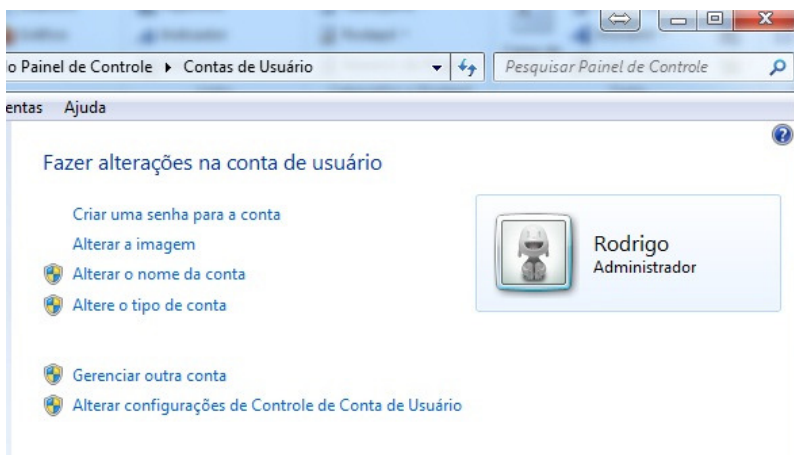 lo Painel de Controle ▸ Contas de Usuário
Pesquisar Painel de Controle
entas Ajuda
Fazer alterações na conta de usuário
Criar uma senha para a conta
Alterar a imagem
Alterar o nome da conta
Altere o tipo de conta
Rodrigo
Administrador
Gerenciar outra conta
Alterar configurações de Controle de Conta de Usuário